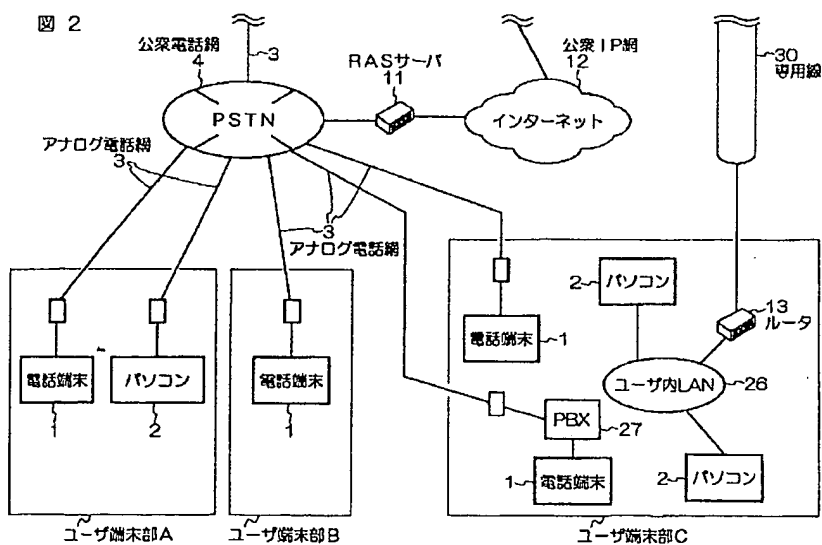 図 2
公衆電話網
4
3
RASサーバ
11
公衆IP網
12
30
専用線
PSTN
インターネット
アナログ電話網
3
3
3
アナログ電話網
電話端末
1
パソコン
2
電話端末
1
電話端末
1
2
パソコン
13
ルータ
ユーザ内LAN
26
PBX
27
1
電話端末
2
パソコン
ユーザ端末部A
ユーザ端末部B
ユーザ端末部C